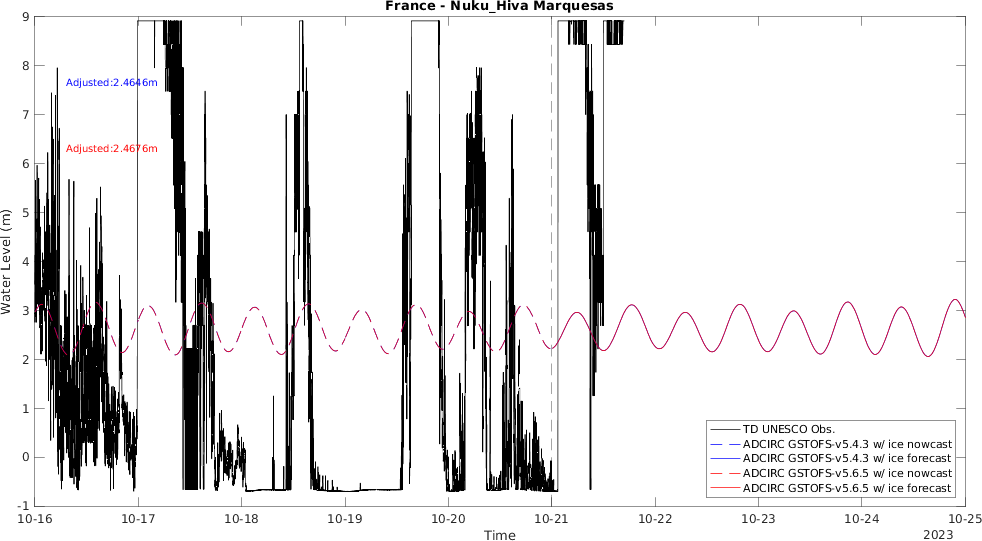 France - Nuku_Hiva Marquesas
9
8
7
6
5
4
3
2
1
0
-1
Water Level (m)
Adjusted:2.4646m
Adjusted:2.4676m
TD UNESCO Obs.
ADCIRC GSTOFS-v5.4.3 w/ ice nowcast
ADCIRC GSTOFS-v5.4.3 w/ ice forecast
ADCIRC GSTOFS-v5.6.5 w/ ice nowcast
ADCIRC GSTOFS-v5.6.5 w/ ice forecast
10-16 10-17 10-18 10-19 10-20 10-21 10-22 10-23 10-24 10-25
Time
2023